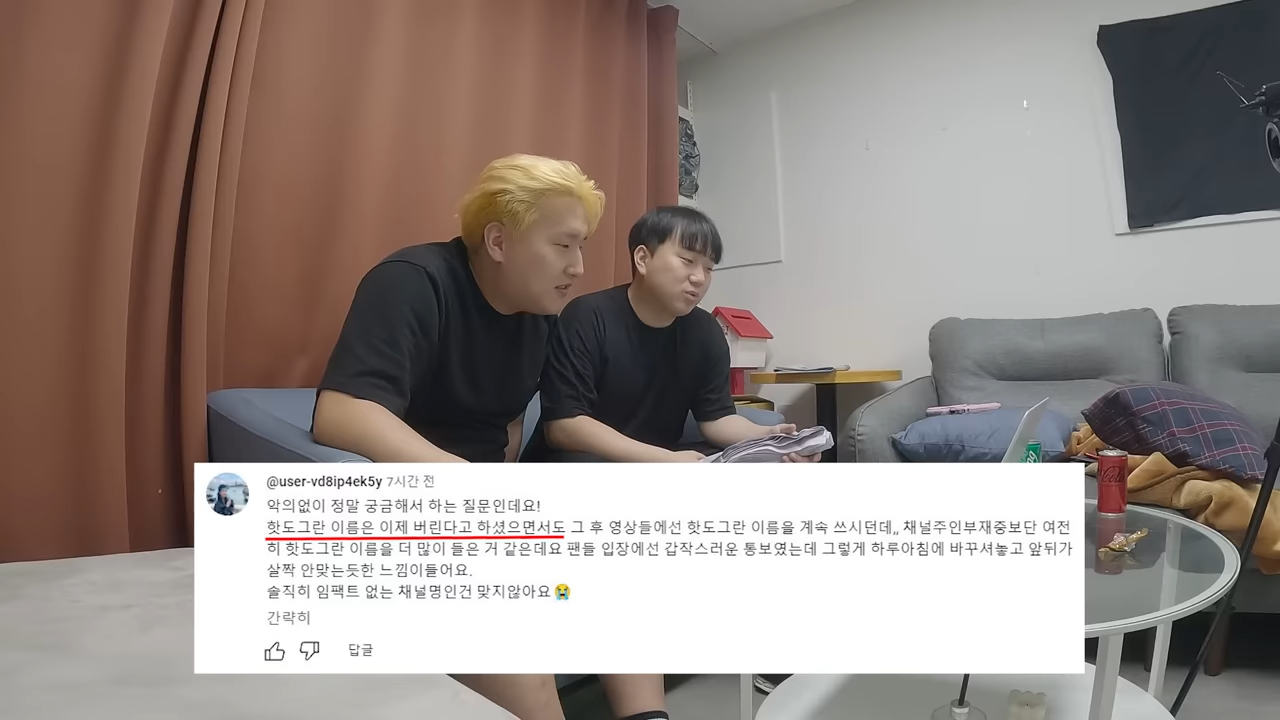 @user-vd8ip4ek5y 7시간 전
악의없이 정말 궁금해서 하는 질문인데요!
핫도그란 이름은 이제 버린다고 하셨으면서도 그 후 영상들에선 핫도그란 이름을 계속 쓰시던데,, 채널주인부재중보단 여전
히 핫도그란 이름을 더 많이 들은 거 같은데요 팬들 입장에선 갑작스러운 통보였는데 그렇게 하루아침에 바꾸셔놓고 앞뒤가
살짝 안맞는듯한 느낌이들어요.
솔직히 임팩트 없는 채널명인건 맞지않아요😭
간략히
답글